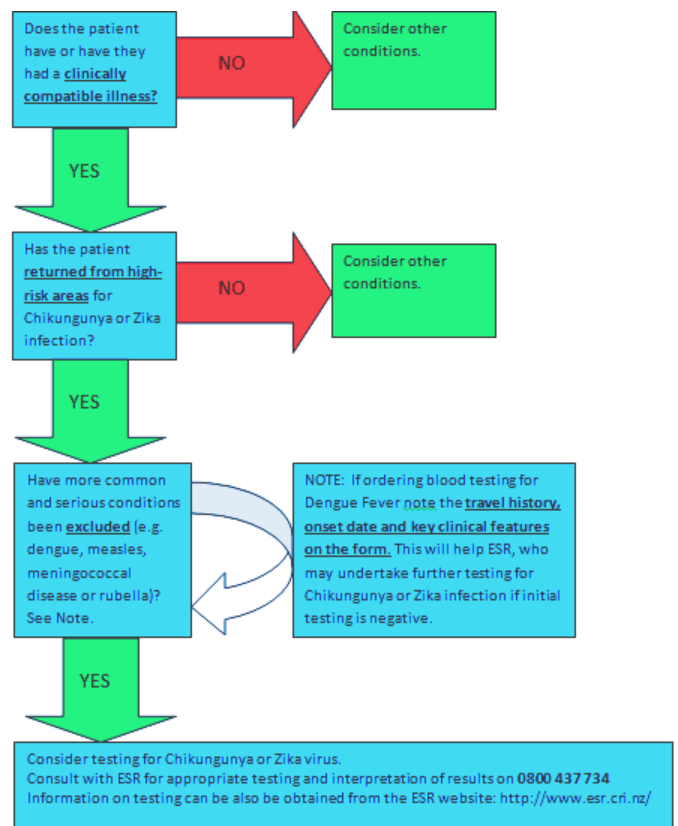 Does the patient
have or have they
had a clinically
compatible illness?
NO
Consider other
conditions.
YES
Has the patient
returned from high-
risk areas for
Chikungunya or Zika
infection?
NO
Consider other
conditions.
YES
Have more common
and serious conditions
been excluded (e.g.
dengue, measles,
meningococcal
disease or rubella)?
See Note.
NOTE: If ordering blood testing for
Dengue Fever note the travel history,
onset date and key clinical features
on the form. This will help ESR, who
may undertake further testing for
Chikungunya or Zika infection if initial
testing is negative.
YES
Consider testing for Chikungunya or Zika virus.
Consult with ESR for appropriate testing and interpretation of results on 0800 437 734
Information on testing can be also be obtained from the ESR website: http://www.esr.cri.nz/